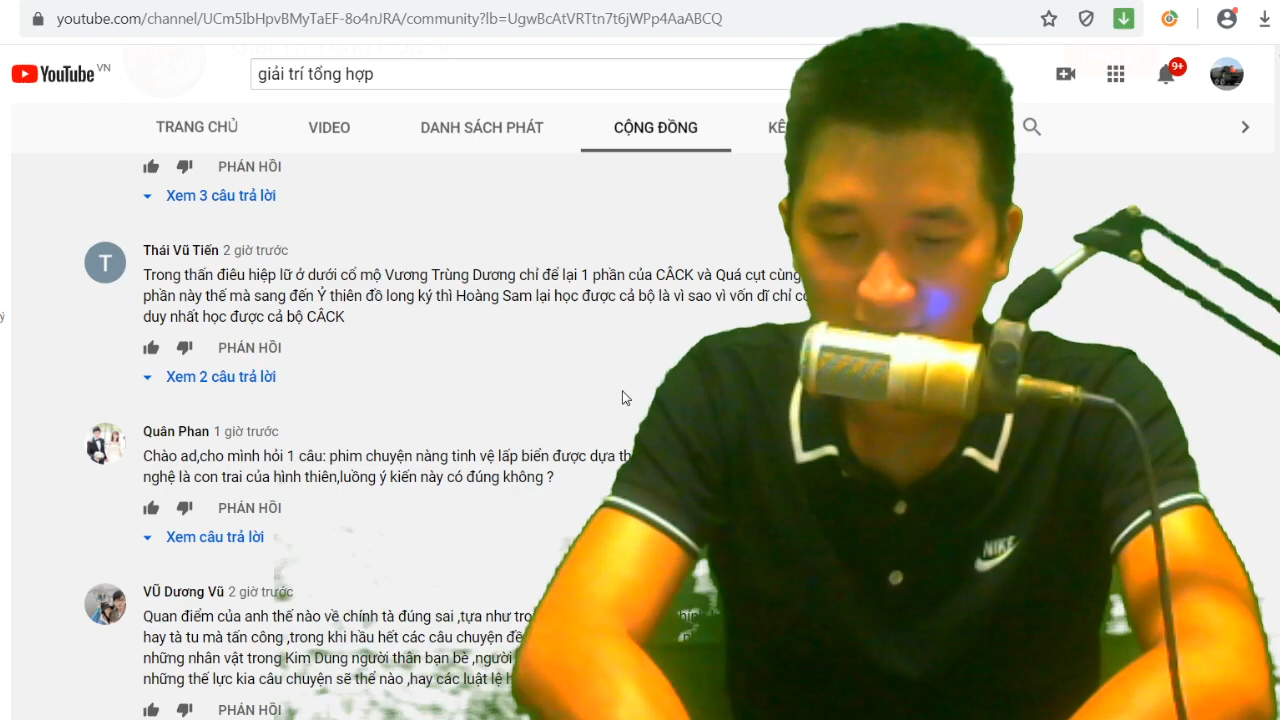 youtube.com/channel/UCm5IbHpvBMyTaEF-8o4nJRA/community?lb=UgwBcAtVRTtn7t6jWPp4AaABCQ
YouTube VN
giải trí tổng hợp
9+
TRANG CHỦ VIDEO DANH SÁCH PHÁT CỘNG ĐỒNG KÊ
PHẢN HỒI
Xem 3 câu trả lời
T
Thái Vũ Tiến 2 giờ trước
Trong thấn điêu hiệp lữ ở dưới cổ mộ Vương Trùng Dương chỉ để lại 1 phần của CÂCK và Quá cụt cùng
phần này thế mà sang đến Ỷ thiên đồ long ký thì Hoàng Sam lại học được cả bộ là vì sao vì vốn dĩ chỉ
duy nhất học được cả bộ CÂCK
PHẢN HỒI
Xem 2 câu trả lời
Quân Phan 1 giờ trước
Chào ad,cho mình hỏi 1 câu: phim chuyện nàng tinh vệ lấp biển được dựa
nghệ là con trai của hình thiên,luồng ý kiến này có đúng không ?
PHẢN HỒI
Xem câu trả lời
VŨ Dương Vũ 2 giờ trước
Quan điểm của anh thế nào về chính tà đúng sai ,tựa như
hay tà tu mà tấn công ,trong khi hầu hết các câu chuyện
những nhân vật trong Kim Dung người thân bạn bè ,người
những thế lực kia câu chuyện sẽ thế nào ,hay các luật lệ
PHẢN HỒI
NIKE